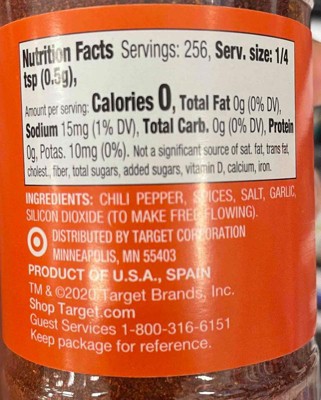 Nutrition Facts Servings: 256, Serv. size: 1/4
tsp (0.5g),
Amount per serving: Calories 0, Total Fat 0g (0% DV),
Sodium 15mg (1% DV), Total Carb. 0g (0% DV), Protein
0g, Potas. 10mg (0%). Not a significant source of sat. fat, trans fat,
cholest., fiber, total sugars, added sugars, vitamin D, calcium, iron.
INGREDIENTS: CHILI PEPPER, SPICES, SALT, GARLIC,
SILICON DIOXIDE (TO MAKE FREE FLOWING).
DISTRIBUTED BY TARGET CORPORATION
MINNEAPOLIS, MN 55403
PRODUCT OF U.S.A., SPAIN
TM & ©2020 Target Brands, Inc.
Shop Target.com
Guest Services 1-800-316-6151
Keep package for reference.